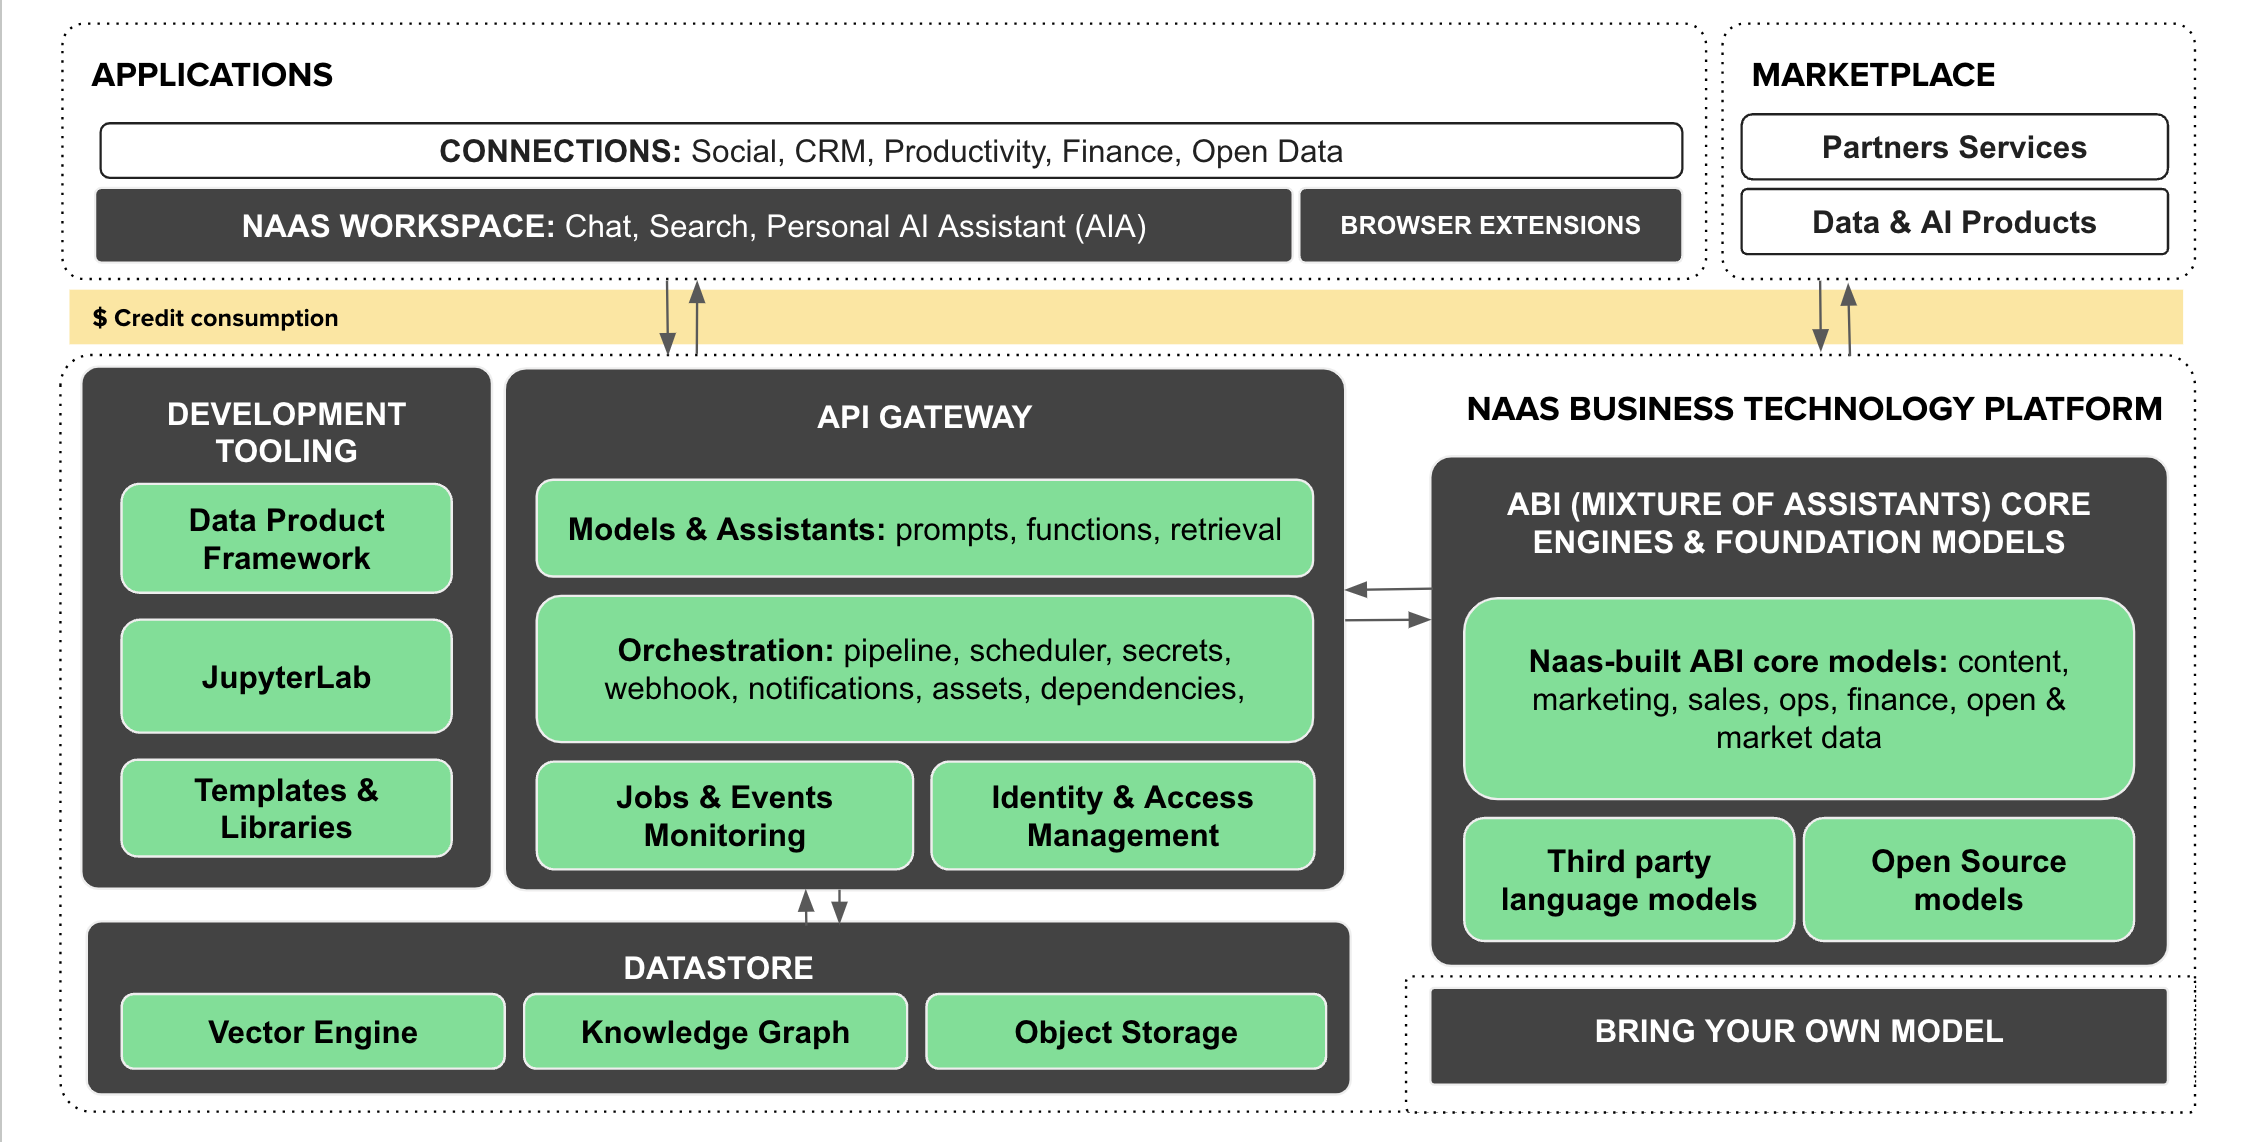 APPLICATIONS
CONNECTIONS: Social, CRM, Productivity, Finance, Open Data
NAAS WORKSPACE: Chat, Search, Personal AI Assistant (AIA)
BROWSER EXTENSIONS
MARKETPLACE
Partners Services
Data & AI Products
$ Credit consumption
DEVELOPMENT
TOOLING
Data Product
Framework
JupyterLab
Templates &
Libraries
API GATEWAY
Models & Assistants: prompts, functions, retrieval
Orchestration: pipeline, scheduler, secrets,
webhook, notifications, assets, dependencies,
Jobs & Events
Monitoring
Identity & Access
Management
NAAS BUSINESS TECHNOLOGY PLATFORM
ABI (MIXTURE OF ASSISTANTS) CORE
ENGINES & FOUNDATION MODELS
Naas-built ABI core models: content,
marketing, sales, ops, finance, open &
market data
Third party
language models
Open Source
models
DATASTORE
Vector Engine
Knowledge Graph
Object Storage
BRING YOUR OWN MODEL